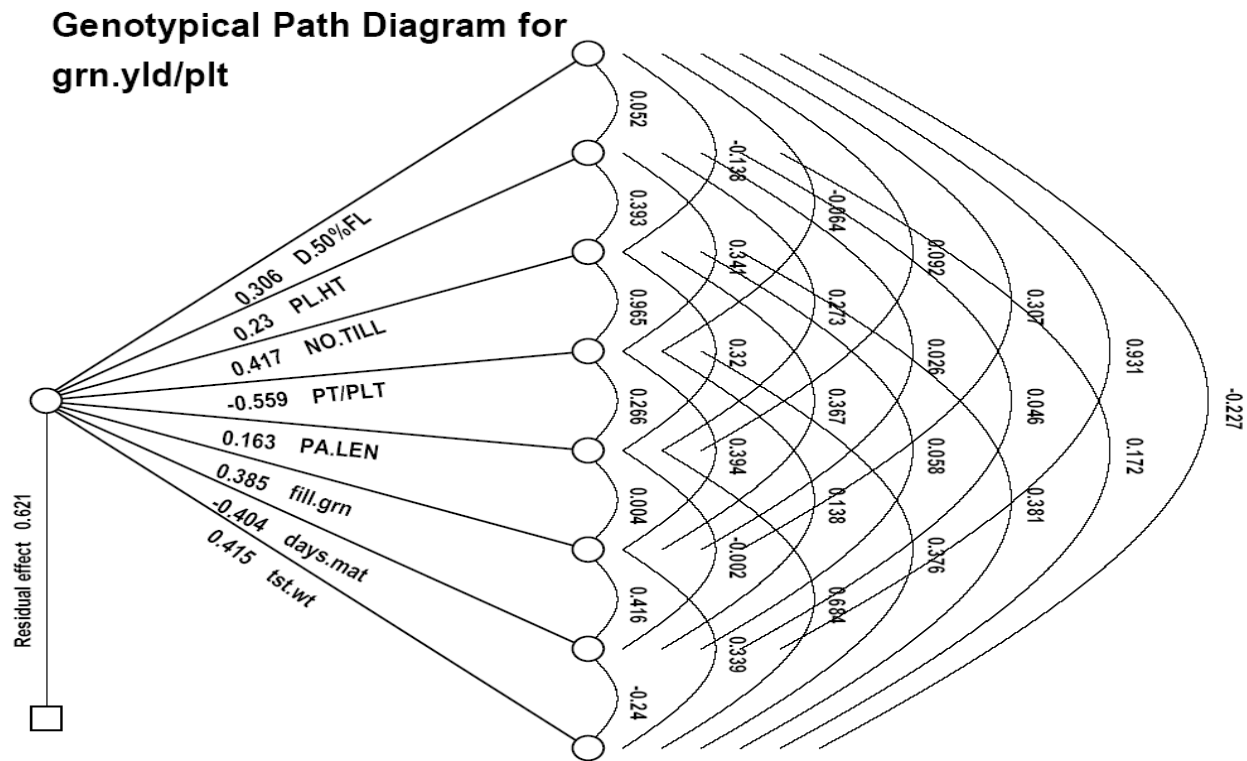 Genotypical Path Diagram for
grn.yld/plt
0.306 D.50%FL
0.23 PL.HT
0.417 NO.TILL
-0.559 PT/PLT
0.163 PA.LEN
0.385 fill.grn
-0.404 days.mat
0.415 tst.wt
Residual effect 0.621
0.052
0.393
0.965
0.266
0.004
0.416
-0.24
-0.138
0.341
0.32
0.394
-0.002
0.339
-0.064
0.273
0.367
0.138
0.684
0.092
0.026
0.058
0.376
0.307
0.046
0.381
0.931
0.172
-0.227